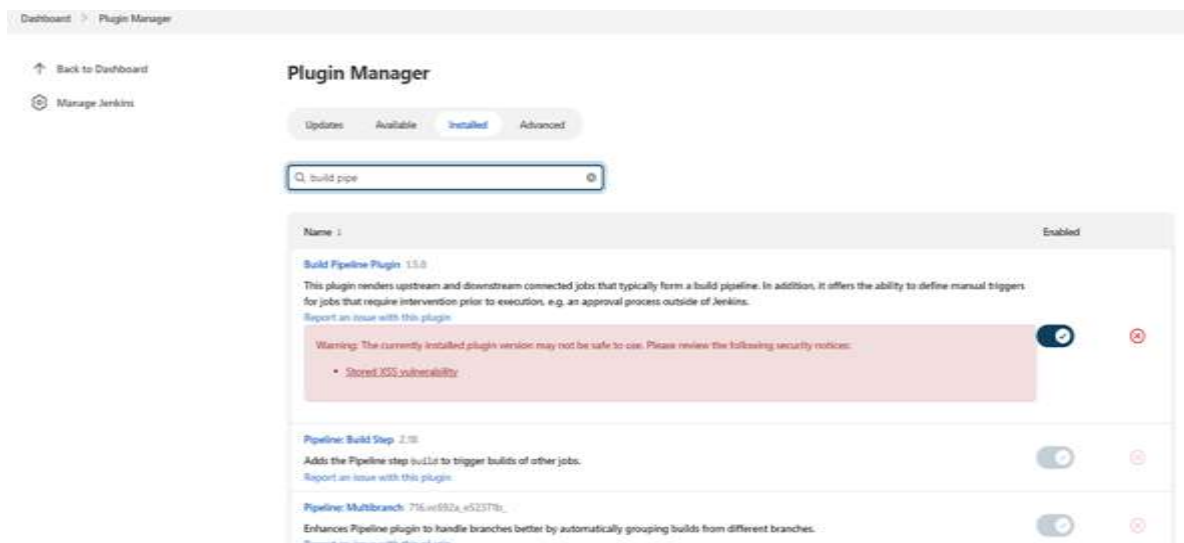 Dashboard > Plugin Manager
Back to Dashboard
Manage Jenkins
Plugin Manager
Updates Available Installed Advanced
build pipe
Name ↓ Enabled
Build Pipeline Plugin 1.5.8
This plugin renders upstream and downstream connected jobs that typically form a build pipeline. In addition, it offers the ability to define manual triggers
for jobs that require intervention prior to execution, e.g. an approval process outside of Jenkins.
Report an issue with this plugin
Warning: The currently installed plugin version may not be safe to use. Please review the following security notices:
• Stored XSS vulnerability
Pipeline: Build Step 2.18
Adds the Pipeline step build to trigger builds of other jobs.
Report an issue with this plugin
Pipeline: Multibranch
Enhances Pipeline plugin to handle branches better by automatically grouping builds from different branches.
Report an issue with this plugin